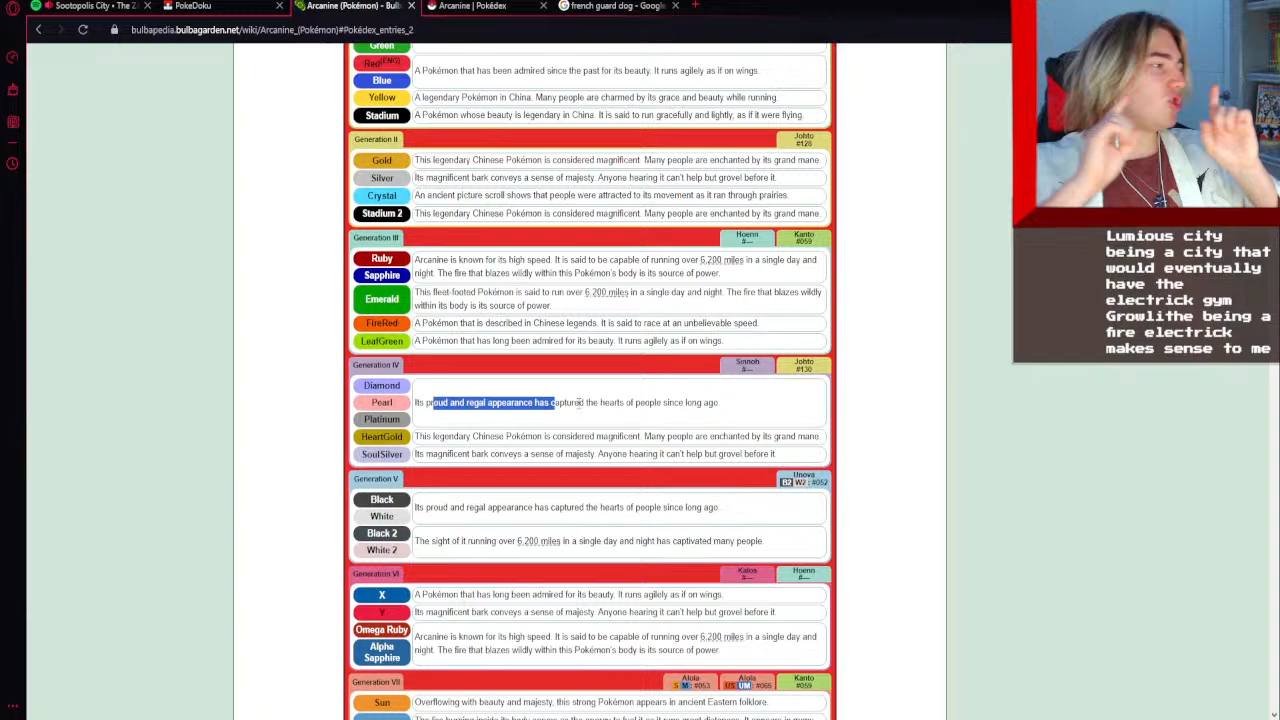 Sootopolis City - The Z
PokeDoku
Arcanine (Pokémon) - Bul
Arcanine | Pokédex
french guard dog - Google
bulbapedia.bulbagarden.net/wiki/Arcanine_(Pokémon)#Pokédex_entries_2
Green
Red(ENG)
Blue
A Pokémon that has been admired since the past for its beauty. It runs agilely as if on wings.
Yellow
A legendary Pokémon in China. Many people are charmed by its grace and beauty while running.
Stadium
A Pokémon whose beauty is legendary in China. It is said to run gracefully and lightly, as if it were flying.
Generation II
Johto
#128
Gold
This legendary Chinese Pokémon is considered magnificent. Many people are enchanted by its grand mane.
Silver
Its magnificent bark conveys a sense of majesty. Anyone hearing it can't help but grovel before it.
Crystal
An ancient picture scroll shows that people were attracted to its movement as it ran through prairies.
Stadium 2
This legendary Chinese Pokémon is considered magnificent. Many people are enchanted by its grand mane.
Generation III
Hoenn
#—
Kanto
#059
Ruby
Sapphire
Arcanine is known for its high speed. It is said to be capable of running over 6,200 miles in a single day and
night. The fire that blazes wildly within this Pokémon's body is its source of power.
Emerald
This fleet-footed Pokémon is said to run over 6,200 miles in a single day and night. The fire that blazes wildly
within its body is its source of power.
FireRed
A Pokémon that is described in Chinese legends. It is said to race at an unbelievable speed.
LeafGreen
A Pokémon that has long been admired for its beauty. It runs agilely as if on wings.
Generation IV
Sinnoh
#—
Johto
#130
Diamond
Pearl
Platinum
Its proud and regal appearance has captured the hearts of people since long ago.
HeartGold
This legendary Chinese Pokémon is considered magnificent. Many people are enchanted by its grand mane.
SoulSilver
Its magnificent bark conveys a sense of majesty. Anyone hearing it can't help but grovel before it.
Generation V
Unova
B2 W2 : #052
Black
White
Its proud and regal appearance has captured the hearts of people since long ago.
Black 2
White 2
The sight of it running over 6,200 miles in a single day and night has captivated many people.
Generation VI
Kalos
#—
Hoenn
#—
X
A Pokémon that has long been admired for its beauty. It runs agilely as if on wings.
Y
Its magnificent bark conveys a sense of majesty. Anyone hearing it can't help but grovel before it.
Omega Ruby
Alpha
Sapphire
Arcanine is known for its high speed. It is said to be capable of running over 6,200 miles in a single day and
night. The fire that blazes wildly within this Pokémon's body is its source of power.
Generation VII
Alola
S M : #053
Alola
US UM : #066
Kanto
#059
Sun
Overflowing with beauty and majesty, this strong Pokémon appears in ancient Eastern folklore.
Lumious city
being a city that
would eventually
have the
electrick gym
Growlithe being a
fire electrick
makes sense to me